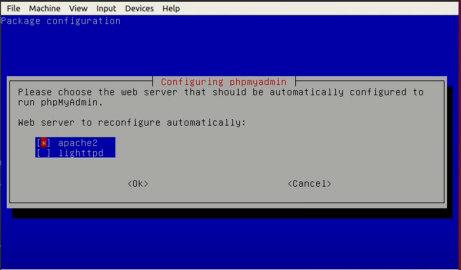 File Machine View Input Devices Help
Package configuration
Configuring phpmyadmin
Please choose the web server that should be automatically configured to
run phpMyAdmin.
Web server to reconfigure automatically:
[*] apache2
[ ] lighttpd
<Ok> <Cancel>